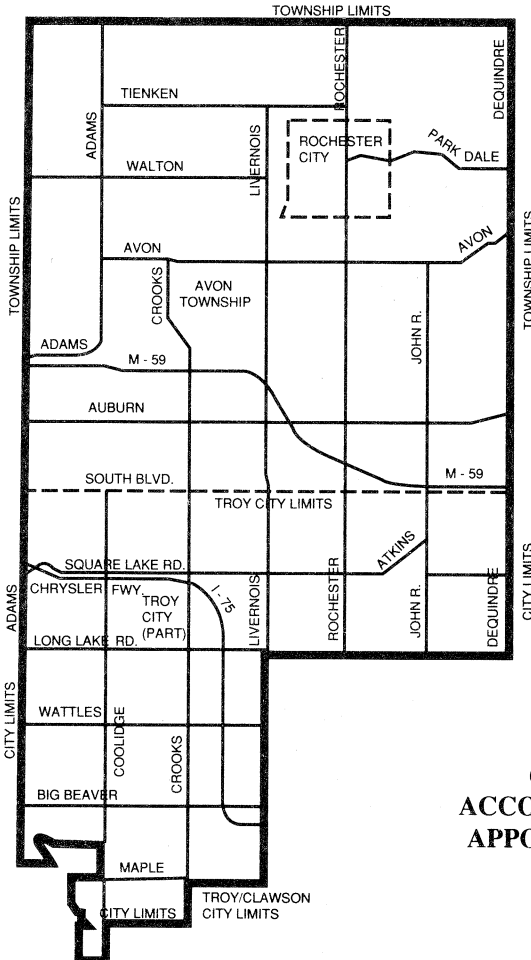 TOWNSHIP LIMITS
ROCHESTER
DEQUINDRE
TIENKEN
ADAMS
LIVERNOIS
ROCHESTER
CITY
PARK
DALE
WALTON
TOWNSHIP LIMITS
TOWNSHIP LIMITS
AVON
AVON
CROOKS
AVON
TOWNSHIP
JOHN R.
ADAMS
M - 59
AUBURN
SOUTH BLVD.
M - 59
TROY CITY LIMITS
ATKINS
SQUARE LAKE RD.
CHRYSLER FWY.
I - 75
TROY
CITY
(PART)
LIVERNOIS
ROCHESTER
JOHN R.
DEQUINDRE
CITY LIMITS
ADAMS
LONG LAKE RD.
CITY LIMITS
WATTLES
COOLIDGE
CROOKS
BIG BEAVER
ACCO
APPO
MAPLE
CITY LIMITS
TROY/CLAWSON
CITY LIMITS